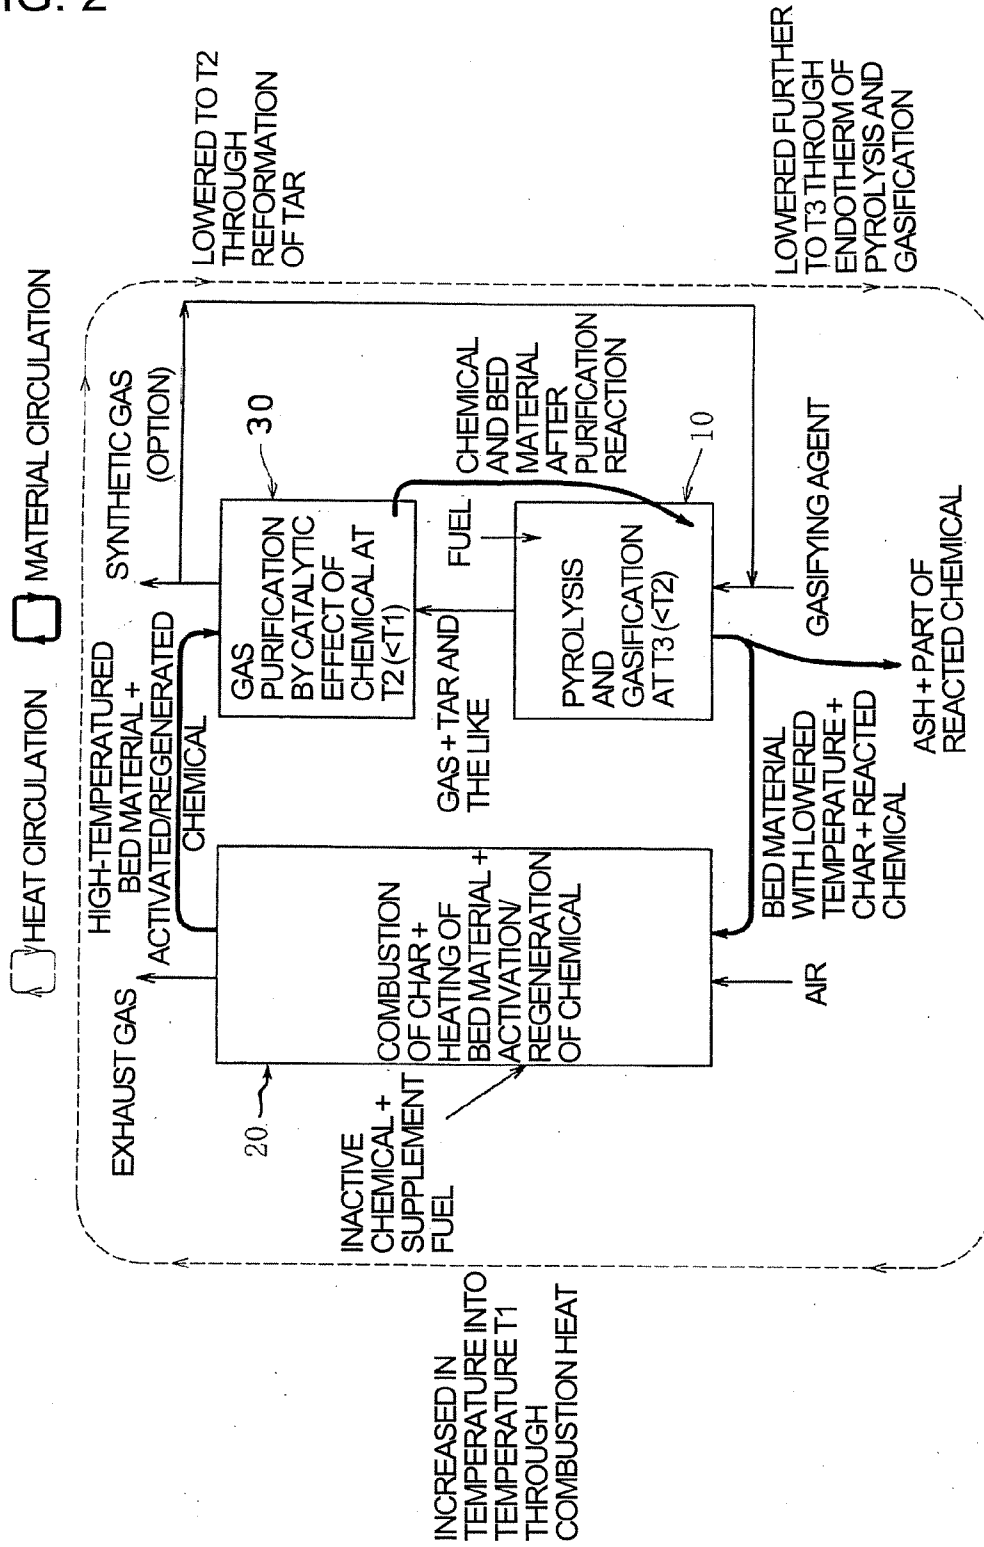 FIG. 2
HEAT CIRCULATION
MATERIAL CIRCULATION
EXHAUST GAS
HIGH-TEMPERATURED
BED MATERIAL +
ACTIVATED/REGENERATED
CHEMICAL
SYNTHETIC GAS
(OPTION)
LOWERED TO T2
THROUGH
REFORMATION
OF TAR
20
30
COMBUSTION
OF CHAR +
HEATING OF
BED MATERIAL +
ACTIVATION/
REGENERATION
OF CHEMICAL
GAS
PURIFICATION
BY CATALYTIC
EFFECT OF
CHEMICAL AT
T2 (<T1)
INACTIVE
CHEMICAL +
SUPPLEMENT
FUEL
GAS + TAR AND
THE LIKE
FUEL
CHEMICAL
AND BED
MATERIAL
AFTER
PURIFICATION
REACTION
INCREASED IN
TEMPERATURE INTO
TEMPERATURE T1
THROUGH
COMBUSTION HEAT
PYROLYSIS
AND
GASIFICATION
AT T3 (<T2)
10
LOWERED FURTHER
TO T3 THROUGH
ENDOTHERM OF
PYROLYSIS AND
GASIFICATION
AIR
BED MATERIAL
WITH LOWERED
TEMPERATURE +
CHAR + REACTED
CHEMICAL
GASIFYING AGENT
ASH + PART OF
REACTED CHEMICAL